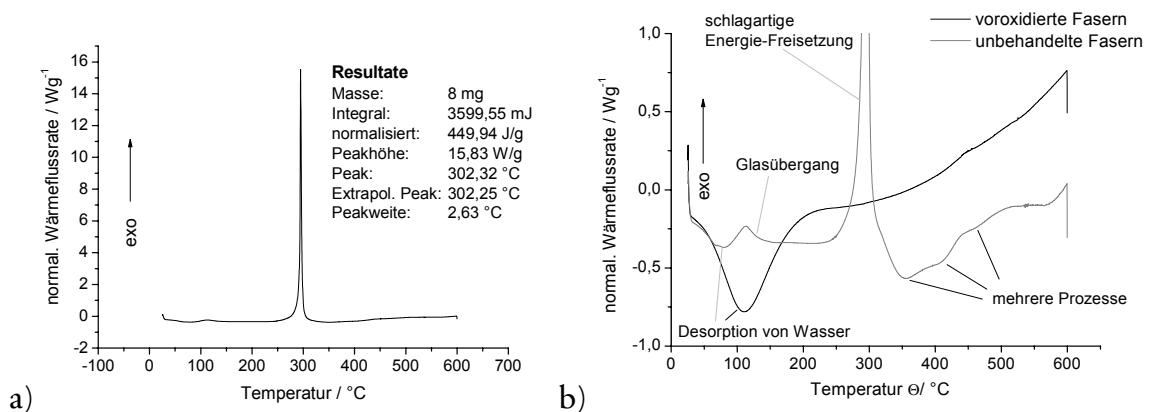 normal. Wärmeflussrate / Wg-1
16
14
12
10
8
6
4
2
0
-2
exo
Resultate
Masse: 8 mg
Integral: 3599,55 mJ
normalisiert: 449,94 J/g
Peakhöhe: 15,83 W/g
Peak: 302,32 °C
Extrapol. Peak: 302,25 °C
Peakweite: 2,63 °C
-100 0 100 200 300 400 500 600 700
Temperatur / °C
a)
normal. Wärmeflussrate / Wg-1
1,0
0,5
0,0
-0,5
-1,0
exo
schlagartige
Energie-Freisetzung
voroxidierte Fasern
unbehandelte Fasern
Glasübergang
mehrere Prozesse
Desorption von Wasser
0 100 200 300 400 500 600
Temperatur Θ/ °C
b)